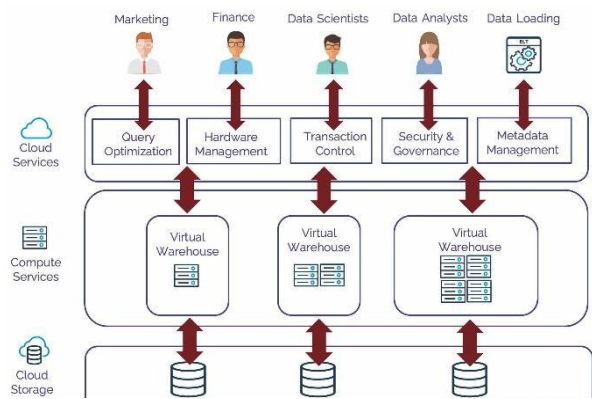 Marketing
Finance
Data Scientists
Data Analysts
Data Loading
ELT
Cloud
Services
Query
Optimization
Hardware
Management
Transaction
Control
Security &
Governance
Metadata
Management
Compute
Services
Virtual
Warehouse
Virtual
Warehouse
Virtual
Warehouse
Cloud
Storage